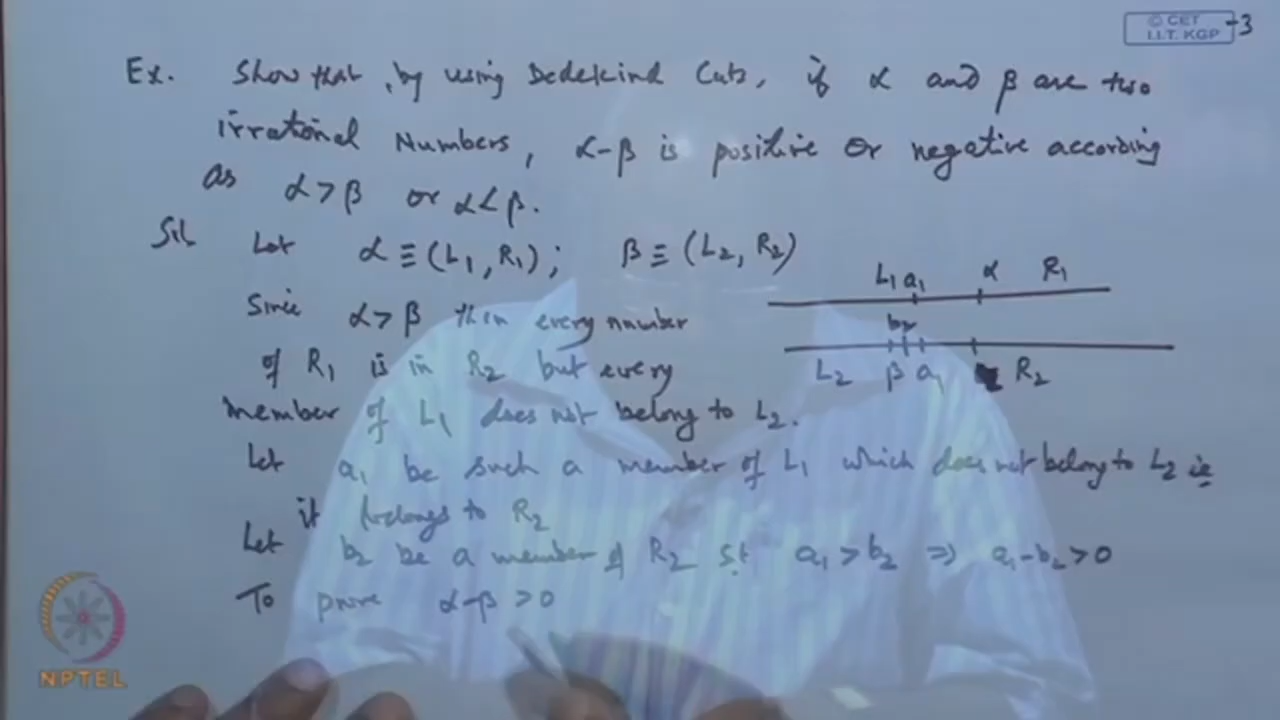 © CET
I.I.T. KGP
-3
Ex. Show that, by using Dedekind Cuts, if α and β are two
irrational Numbers, α-β is positive or negative according
as α>β or α<β.
Sol. Let α ≡ (L1, R1); β ≡ (L2, R2)
L1 a1 α R1
Since α>β then every number
b2
of R1 is in R2 but every
L2 β a1 R2
member of L1 does not belong to L2.
Let a1 be such a member of L1 which does not belong to L2 ie
it belongs to R2
Let b2 be a member of R2 st a1 > b2 ⇒ a1-b2 >0
To prove α-β >0
NPTEL